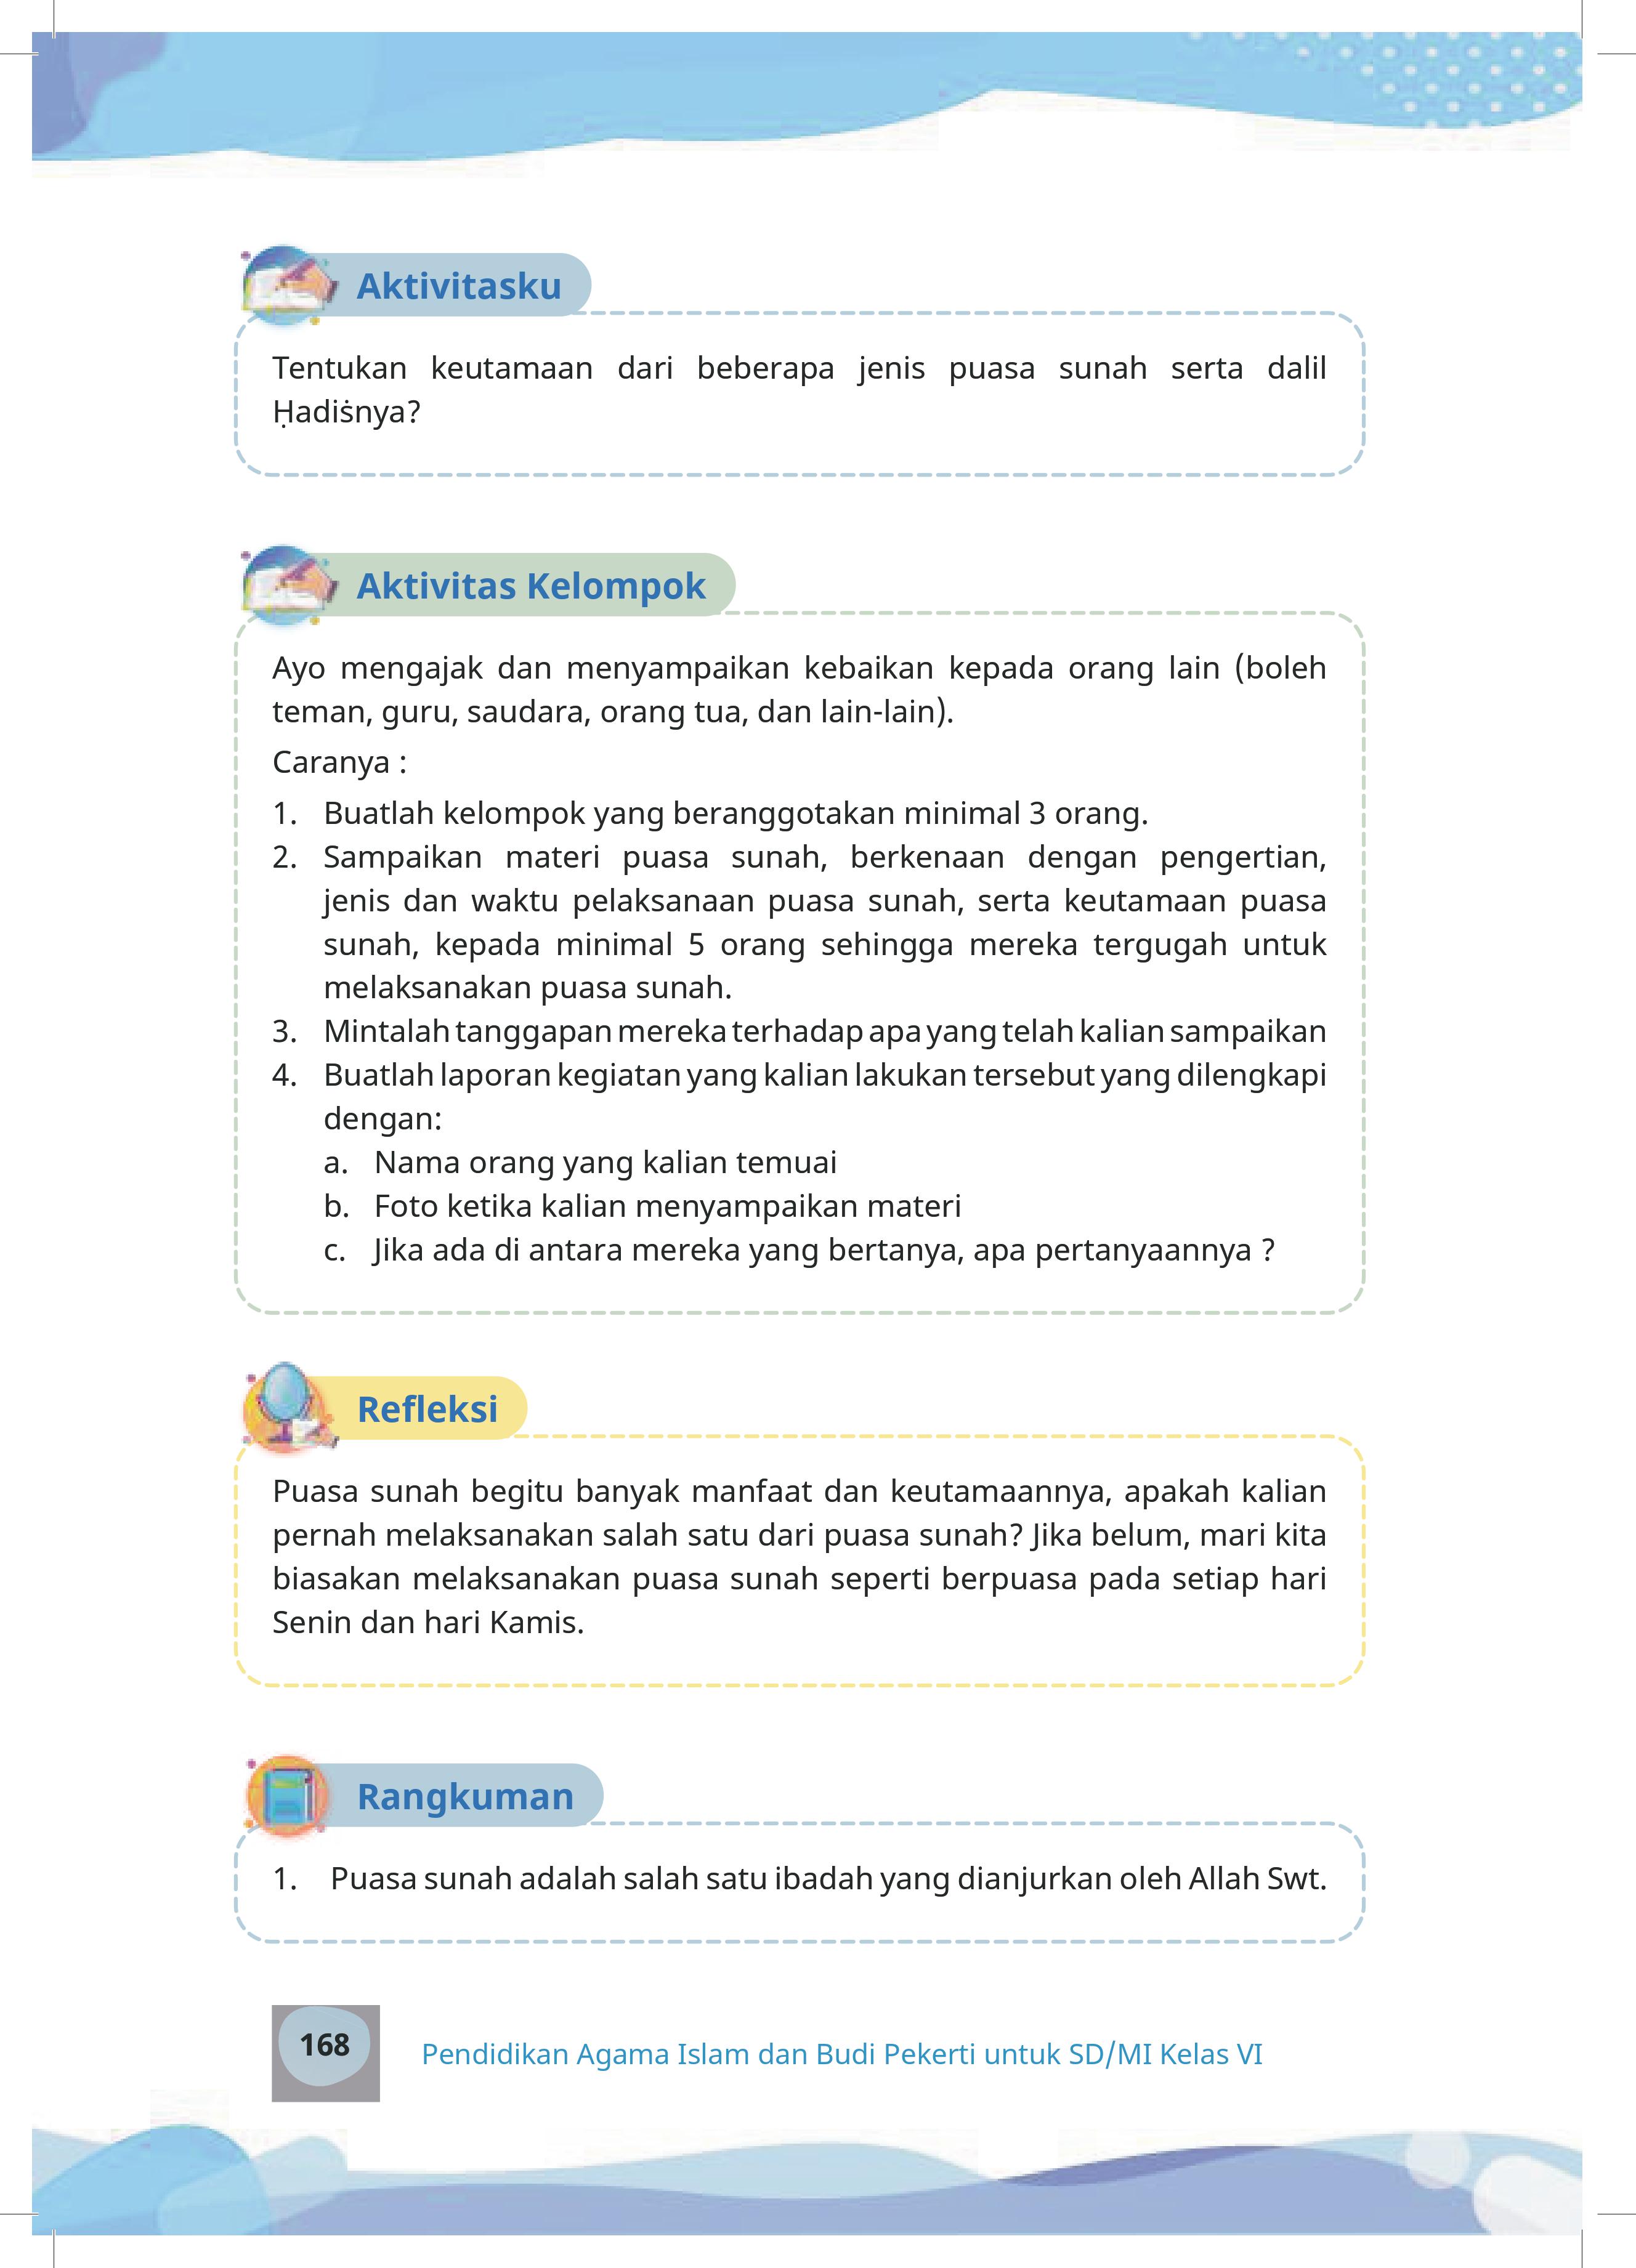 Aktivitasku
Tentukan keutamaan dari beberapa jenis puasa sunah serta dalil
Ḥadiṡnya?
Aktivitas Kelompok
Ayo mengajak dan menyampaikan kebaikan kepada orang lain (boleh
teman, guru, saudara, orang tua, dan lain-lain).
Caranya :
1. Buatlah kelompok yang beranggotakan minimal 3 orang.
2. Sampaikan materi puasa sunah, berkenaan dengan pengertian,
jenis dan waktu pelaksanaan puasa sunah, serta keutamaan puasa
sunah, kepada minimal 5 orang sehingga mereka tergugah untuk
melaksanakan puasa sunah.
3. Mintalah tanggapan mereka terhadap apa yang telah kalian sampaikan
4. Buatlah laporan kegiatan yang kalian lakukan tersebut yang dilengkapi
dengan:
a. Nama orang yang kalian temuai
b. Foto ketika kalian menyampaikan materi
c. Jika ada di antara mereka yang bertanya, apa pertanyaannya ?
Refleksi
Puasa sunah begitu banyak manfaat dan keutamaannya, apakah kalian
pernah melaksanakan salah satu dari puasa sunah? Jika belum, mari kita
biasakan melaksanakan puasa sunah seperti berpuasa pada setiap hari
Senin dan hari Kamis.
Rangkuman
1. Puasa sunah adalah salah satu ibadah yang dianjurkan oleh Allah Swt.
168 Pendidikan Agama Islam dan Budi Pekerti untuk SD/MI Kelas VI